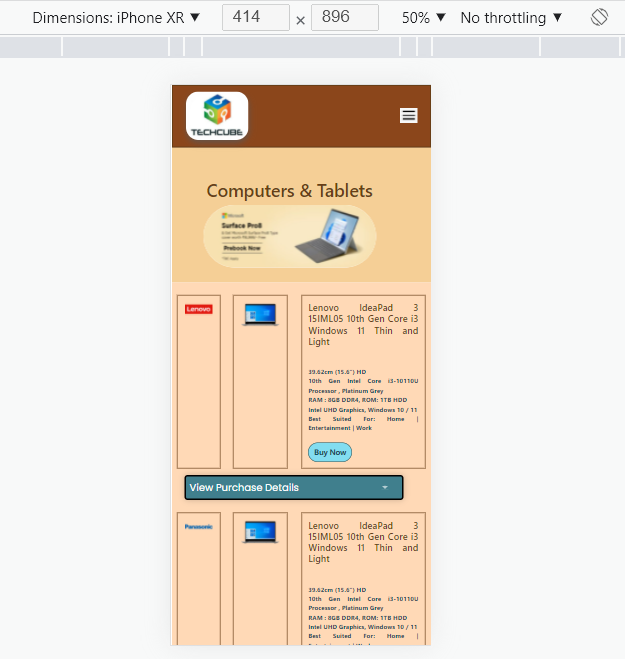 Dimensions: iPhone XR ▼ 414 × 896 50% ▼ No throttling ▼
TECHCUBE
Computers & Tablets
Microsoft
Surface Pro8
Prebook Now
Lenovo
Lenovo IdeaPad 3
15IML05 10th Gen Core i3
Windows 11 Thin and
Light
39.62cm (15.6") HD
10th Gen Intel Core i3-10110U
Processor , Platinum Grey
RAM : 8GB DDR4, ROM: 1TB HDD
Intel UHD Graphics, Windows 10 / 11
Best Suited For: Home |
Entertainment | Work
Buy Now
View Purchase Details
Panasonic
Lenovo IdeaPad 3
15IML05 10th Gen Core i3
Windows 11 Thin and
Light
39.62cm (15.6") HD
10th Gen Intel Core i3-10110U
Processor , Platinum Grey
RAM : 8GB DDR4, ROM: 1TB HDD
Intel UHD Graphics, Windows 10 / 11
Best Suited For: Home |